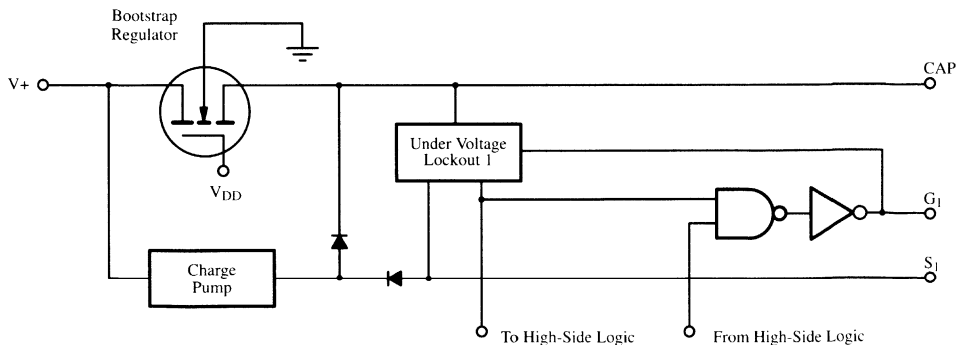 Bootstrap
Regulator
V+
CAP
Under Voltage
Lockout 1
VDD
G1
Charge
Pump
S1
To High-Side Logic
From High-Side Logic